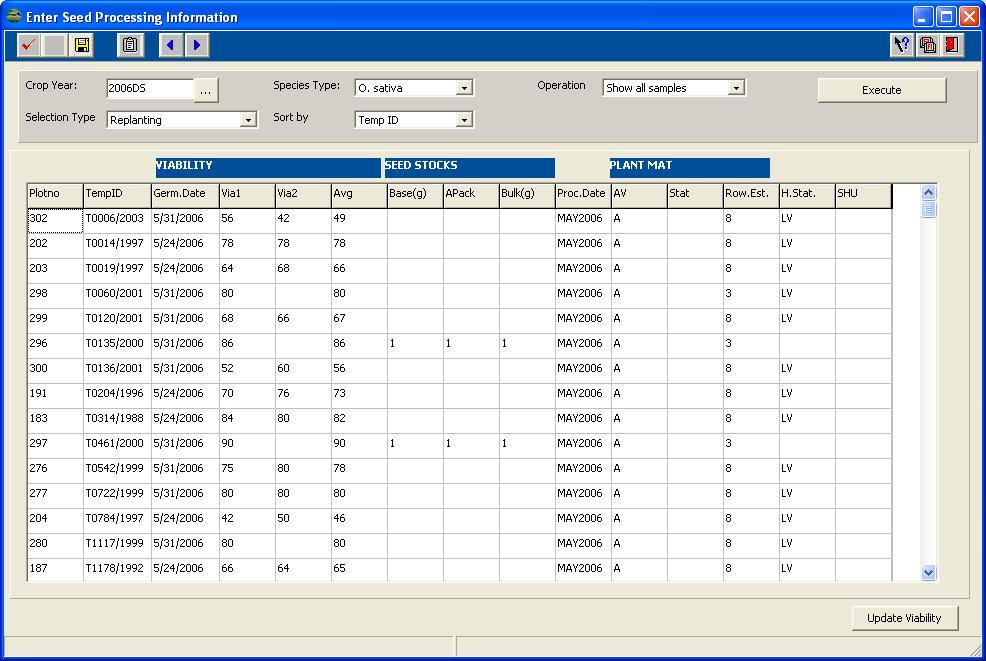 Enter Seed Processing Information
Crop Year: 2006DS ... Species Type: O. sativa Operation Show all samples Execute
Selection Type Replanting Sort by Temp ID
VIABILITY SEED STOCKS PLANT MAT
Plotno TempID Germ.Date Via1 Via2 Avg Base(g) APack Bulk(g) Proc.Date AV Stat Row.Est. H.Stat. SHU
302 T0006/2003 5/31/2006 56 42 49 MAY2006 A 8 LV
202 T0014/1997 5/24/2006 78 78 78 MAY2006 A 8 LV
203 T0019/1997 5/24/2006 64 68 66 MAY2006 A 8 LV
298 T0060/2001 5/31/2006 80 80 MAY2006 A 3 LV
299 T0120/2001 5/31/2006 68 66 67 MAY2006 A 8 LV
296 T0135/2000 5/31/2006 86 86 1 1 1 MAY2006 A 3
300 T0136/2001 5/31/2006 52 60 56 MAY2006 A 8 LV
191 T0204/1996 5/24/2006 70 76 73 MAY2006 A 8 LV
183 T0314/1988 5/24/2006 84 80 82 MAY2006 A 8 LV
297 T0461/2000 5/31/2006 90 90 1 1 1 MAY2006 A 3
276 T0542/1999 5/31/2006 75 80 78 MAY2006 A 8 LV
277 T0722/1999 5/31/2006 80 80 80 MAY2006 A 8 LV
204 T0784/1997 5/24/2006 42 50 46 MAY2006 A 8 LV
280 T1117/1999 5/31/2006 80 80 MAY2006 A 8 LV
187 T1178/1992 5/24/2006 66 64 65 MAY2006 A 8 LV
Update Viability